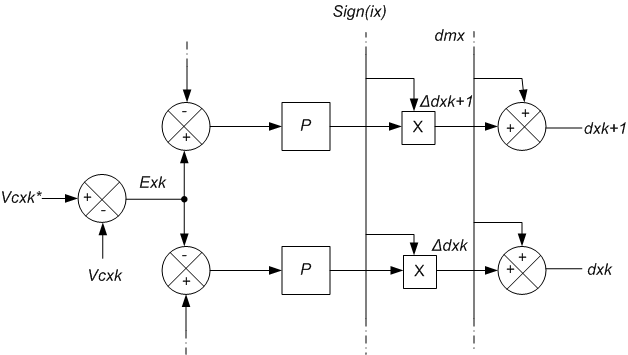 Sign(ix)
dmx
-
+
P
Δdxk+1
X
+
+
dxk+1
Vcxk*
+
-
Exk
Vcxk
-
+
P
Δdxk
X
+
+
dxk